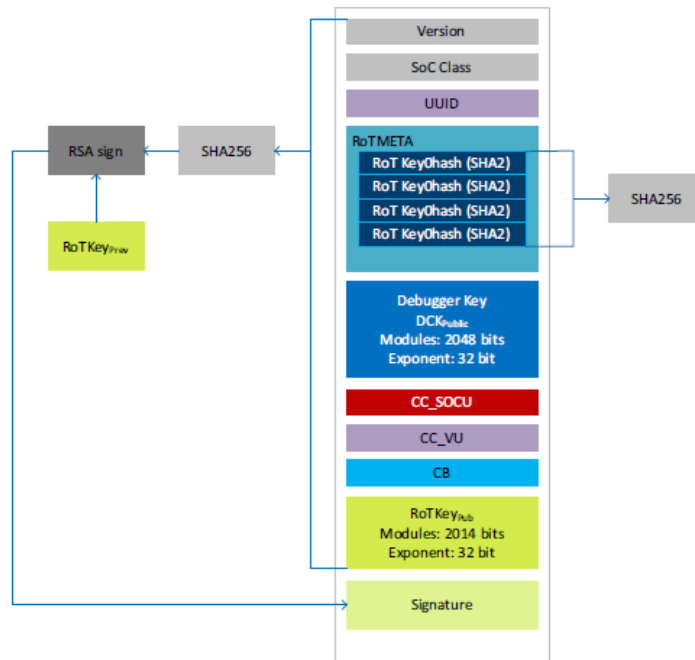 Version
SoC Class
UUID
RoTMETA
RoT Key0hash (SHA2)
RoT Key0hash (SHA2)
RoT Key0hash (SHA2)
RoT Key0hash (SHA2)
RSA sign
SHA256
SHA256
RoTKeyPrev
Debugger Key
DCKPublic
Modules: 2048 bits
Exponent: 32 bit
CC_SOCU
CC_VU
CB
RoTKeyPub
Modules: 2014 bits
Exponent: 32 bit
Signature